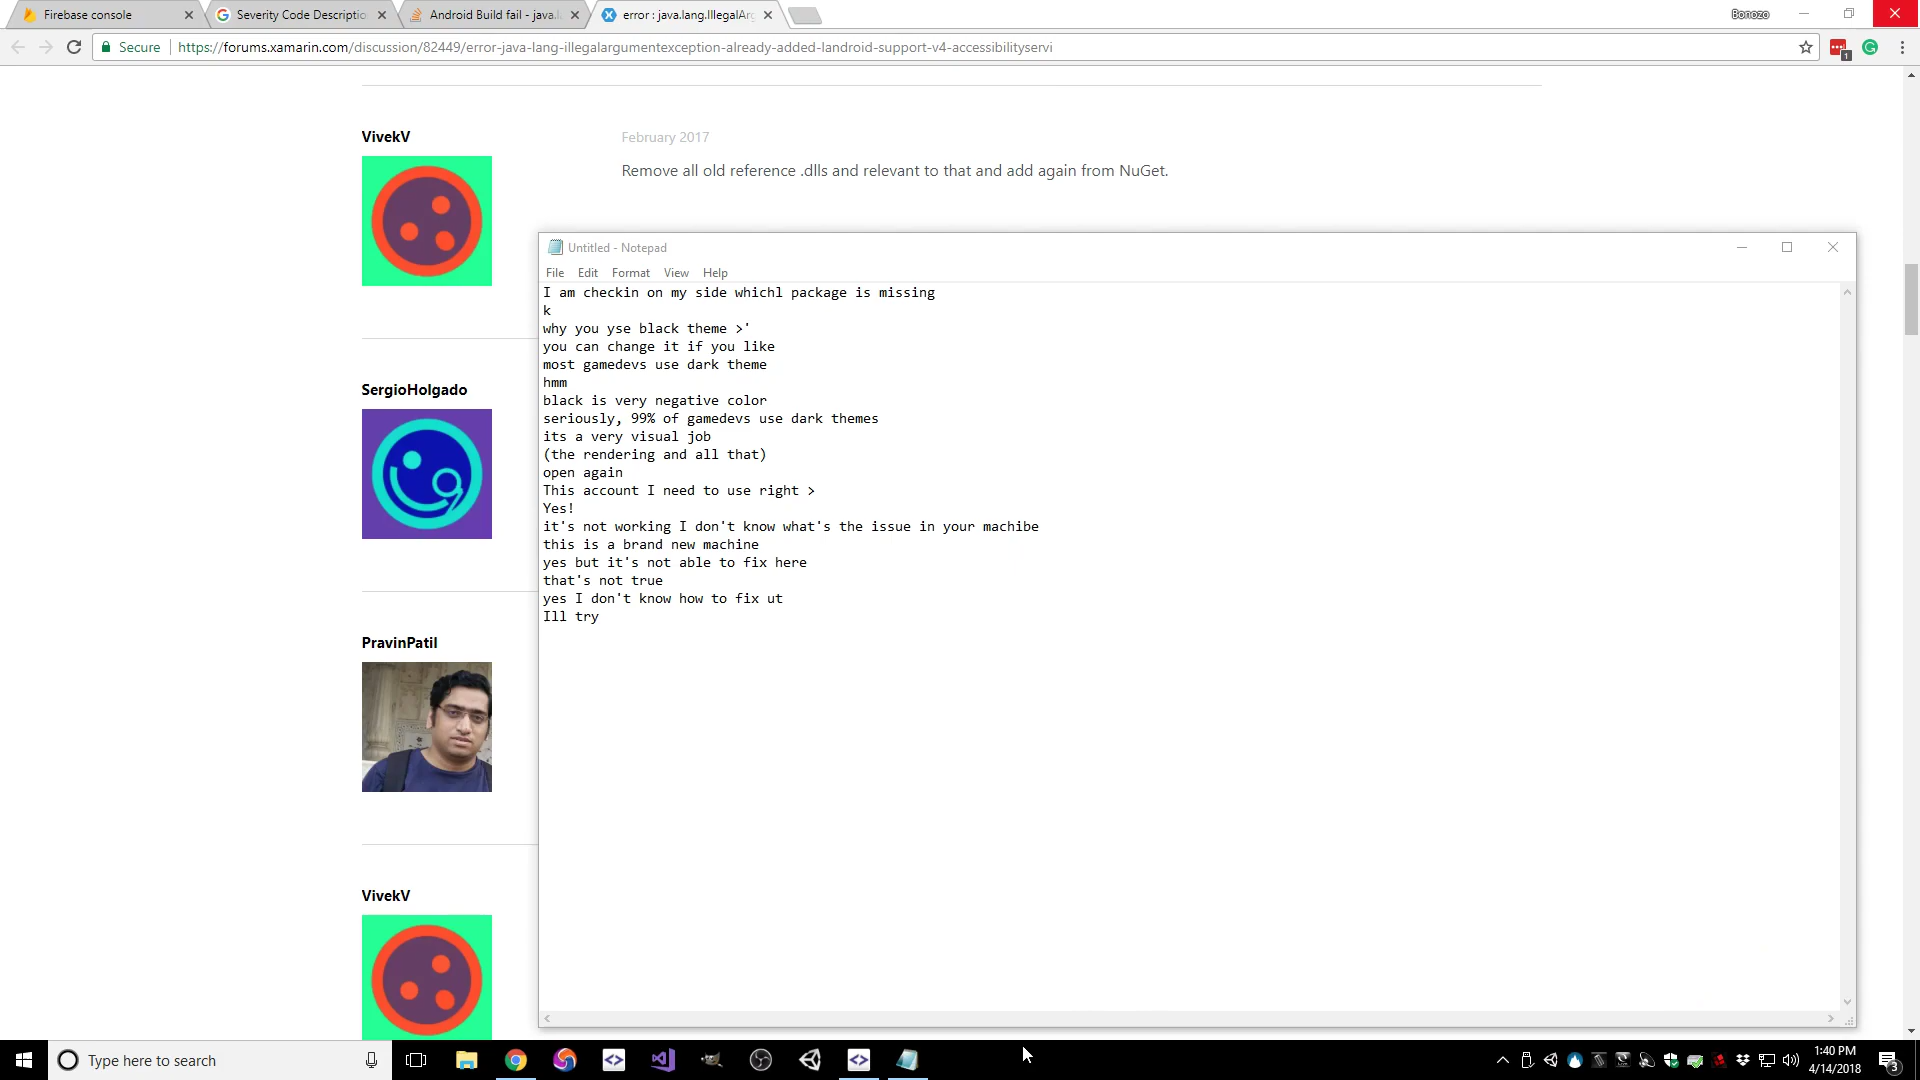 Firebase console
Severity Code Descriptio
Android Build fail - java.l
error : java.lang.IllegalArg
Bonozo
Secure
https://forums.xamarin.com/discussion/82449/error-java-lang-illegalargumentexception-already-added-landroid-support-v4-accessibilityservi
1
VivekV
February 2017
Remove all old reference .dlls and relevant to that and add again from NuGet.
Untitled - Notepad
File Edit Format View Help
I am checkin on my side whichl package is missing
k
why you yse black theme >'
you can change it if you like
most gamedevs use dark theme
hmm
black is very negative color
seriously, 99% of gamedevs use dark themes
its a very visual job
(the rendering and all that)
open again
This account I need to use right >
Yes!
it's not working I don't know what's the issue in your machibe
this is a brand new machine
yes but it's not able to fix here
that's not true
yes I don't know how to fix ut
Ill try
SergioHolgado
PravinPatil
VivekV
Type here to search
1:40 PM
4/14/2018
3